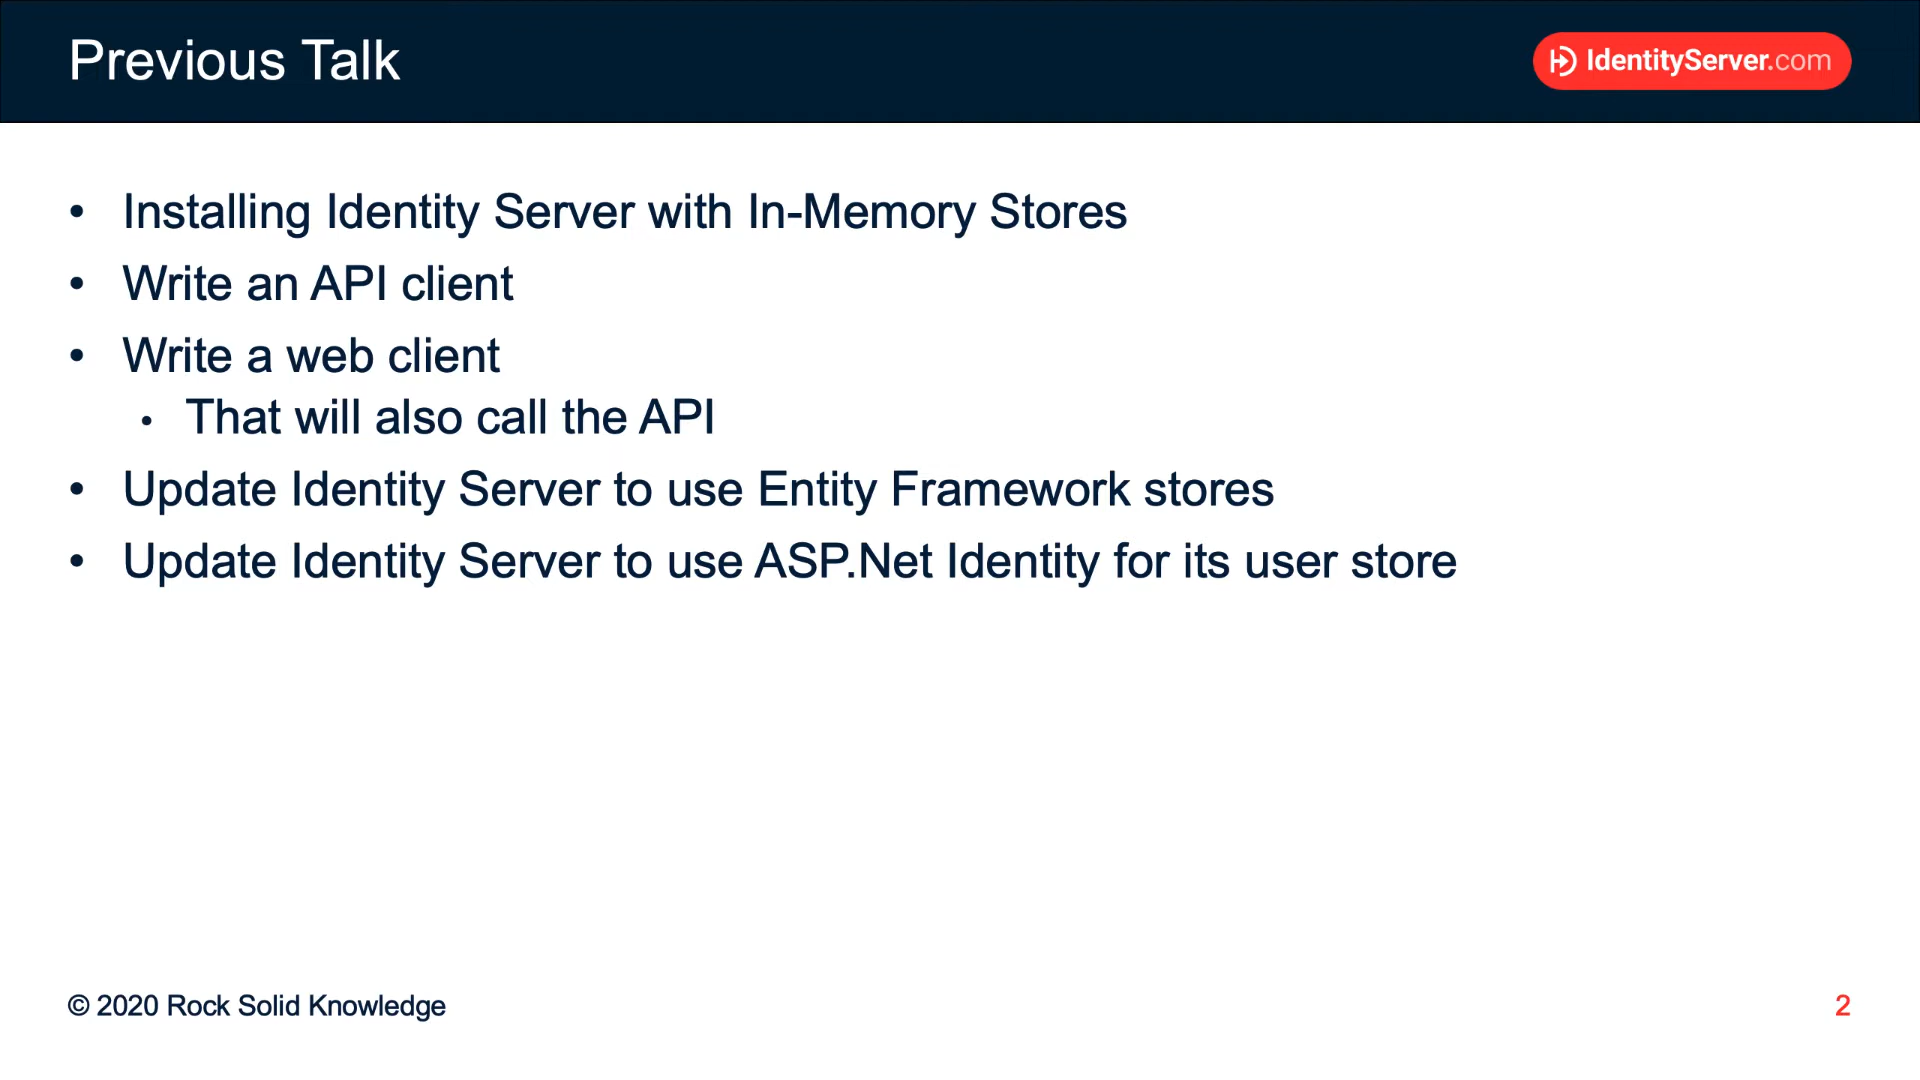 Previous Talk
IdentityServer.com
• Installing Identity Server with In-Memory Stores
• Write an API client
• Write a web client
• That will also call the API
• Update Identity Server to use Entity Framework stores
• Update Identity Server to use ASP.Net Identity for its user store
© 2020 Rock Solid Knowledge
2